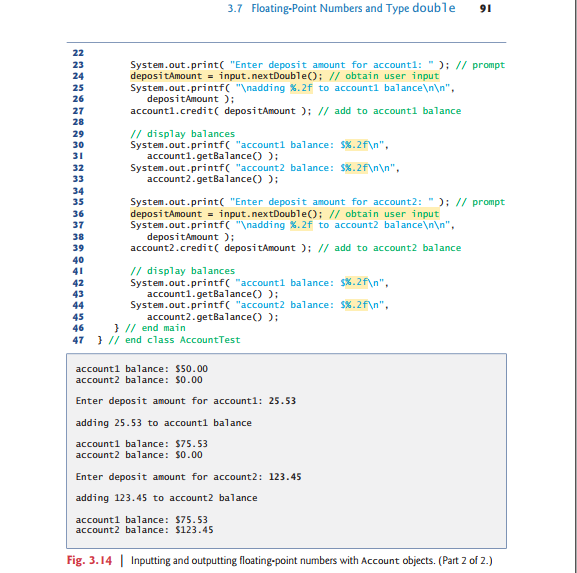 3.7 Floating-Point Numbers and Type double 91
22
23 System.out.print( "Enter deposit amount for account1: " ); // prompt
24 depositAmount = input.nextDouble(); // obtain user input
25 System.out.printf( "\nadding %.2f to account1 balance\n\n",
26 depositAmount );
27 account1.credit( depositAmount ); // add to account1 balance
28
29 // display balances
30 System.out.printf( "account1 balance: $%.2f\n",
31 account1.getBalance() );
32 System.out.printf( "account2 balance: $%.2f\n\n",
33 account2.getBalance() );
34
35 System.out.print( "Enter deposit amount for account2: " ); // prompt
36 depositAmount = input.nextDouble(); // obtain user input
37 System.out.printf( "\nadding %.2f to account2 balance\n\n",
38 depositAmount );
39 account2.credit( depositAmount ); // add to account2 balance
40
41 // display balances
42 System.out.printf( "account1 balance: $%.2f\n",
43 account1.getBalance() );
44 System.out.printf( "account2 balance: $%.2f\n",
45 account2.getBalance() );
46 } // end main
47 } // end class AccountTest
account1 balance: $50.00
account2 balance: $0.00
Enter deposit amount for account1: 25.53
adding 25.53 to account1 balance
account1 balance: $75.53
account2 balance: $0.00
Enter deposit amount for account2: 123.45
adding 123.45 to account2 balance
account1 balance: $75.53
account2 balance: $123.45
Fig. 3.14 | Inputting and outputting floating-point numbers with Account objects. (Part 2 of 2.)